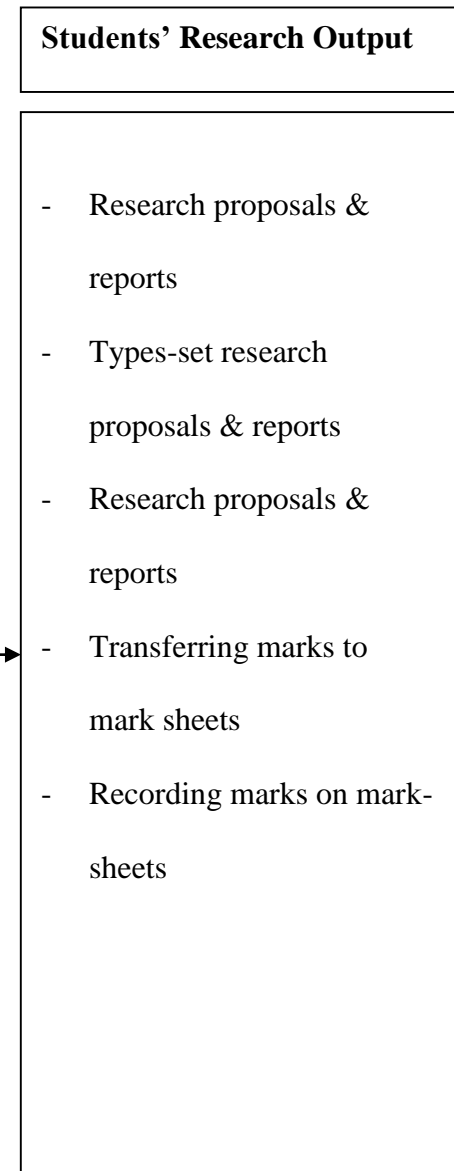 Students’ Research Output
- Research proposals &
reports
- Types-set research
proposals & reports
- Research proposals &
reports
- Transferring marks to
mark sheets
- Recording marks on mark-
sheets